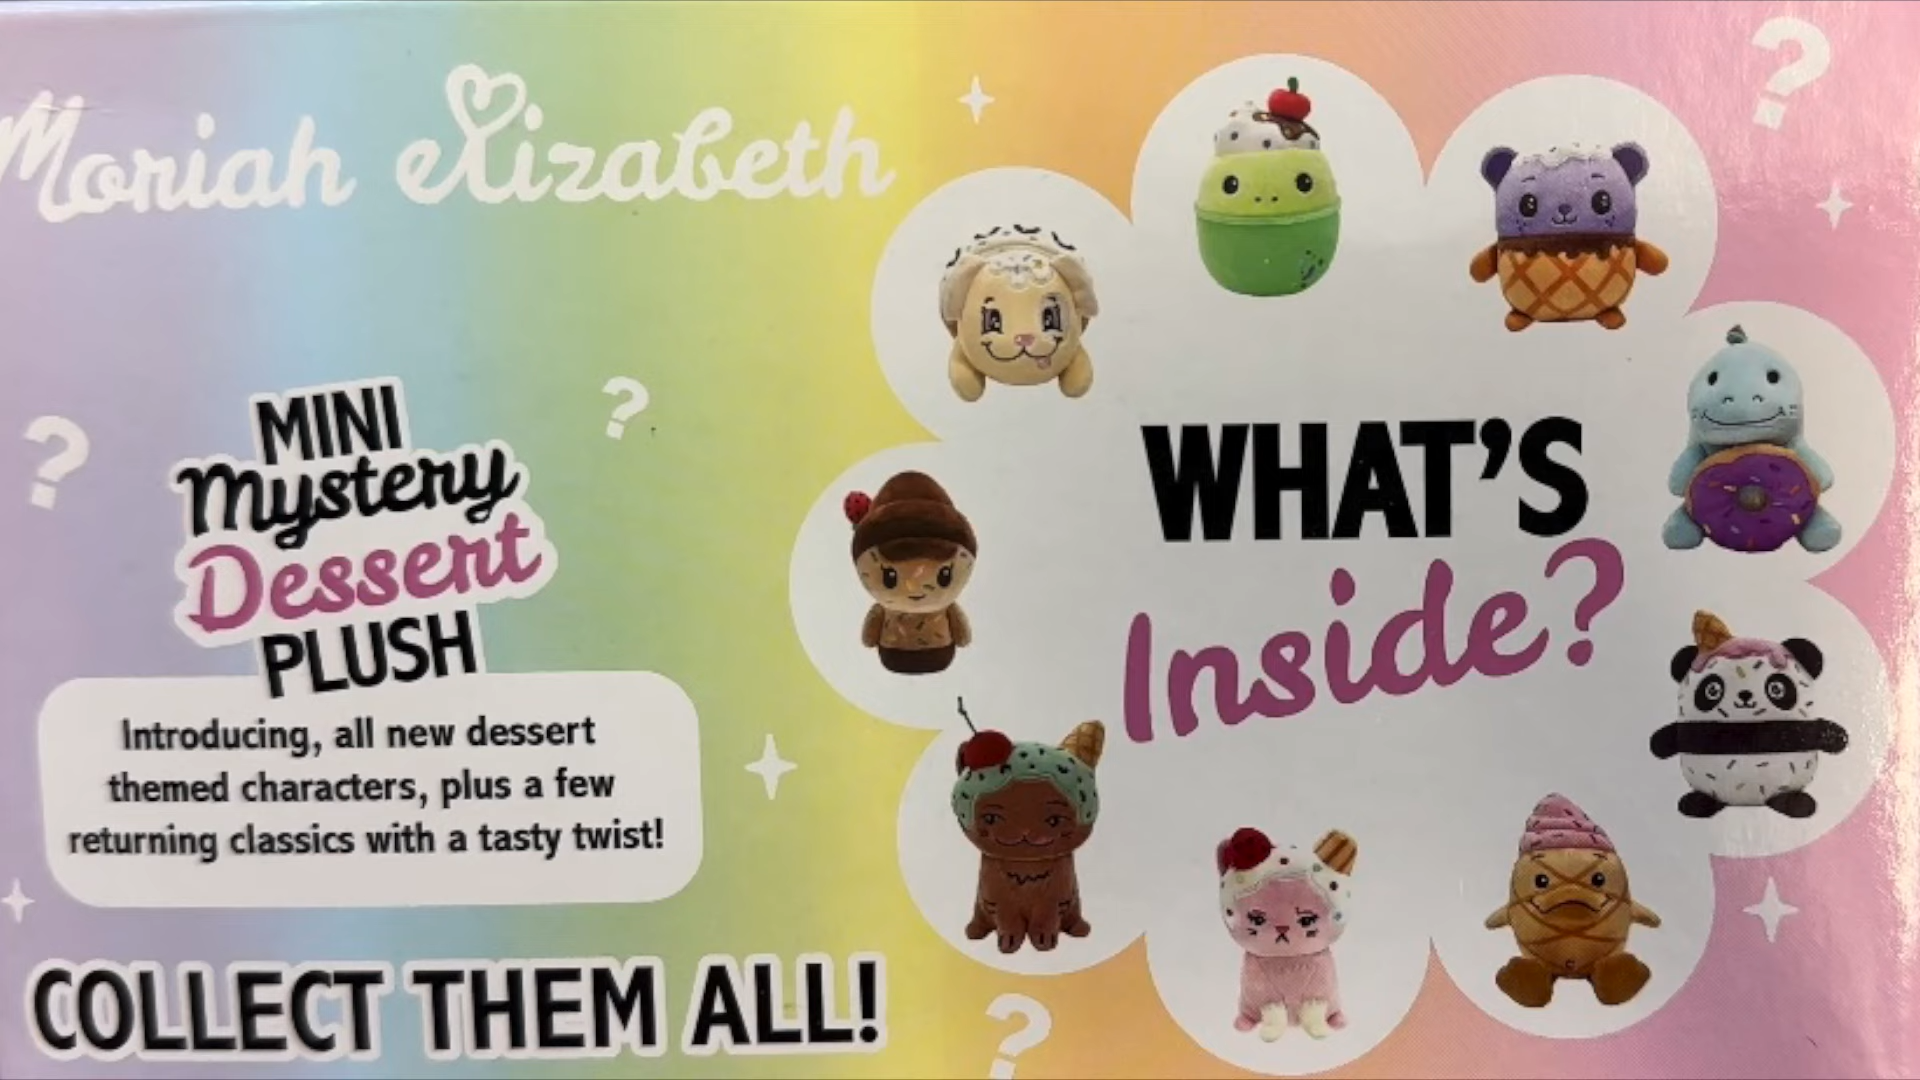 Moriah Elizabeth
MINI
Mystery
Dessert
PLUSH
Introducing, all new dessert
themed characters, plus a few
returning classics with a tasty twist!
COLLECT THEM ALL!
WHAT'S
Inside?